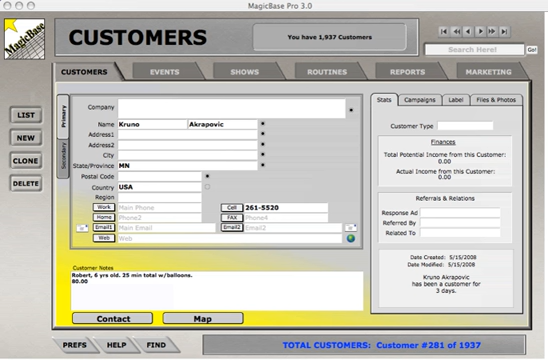 MagicBase Pro 3.0
MagicBase
CUSTOMERS
You have 1,937 Customers
Search Here!
Go!
CUSTOMERS
EVENTS
SHOWS
ROUTINES
REPORTS
MARKETING
LIST
NEW
CLONE
DELETE
Primary
Secondary
Company
Name Kruno Akrapovic
Address1
Address2
City
State/Province MN
Postal Code
Country USA
Region
Work Main Phone Cell 261-5520
Home Phone2 FAX Phone4
Email1 Main Email Email2 Email2
Web Web
Customer Notes
Robert, 6 yrs old. 25 min total w/balloons.
80.00
Contact
Map
Stats
Campaigns
Label
Files & Photos
Customer Type
Finances
Total Potential Income from this Customer:
0.00
Actual Income from this Customer:
0.00
Referrals & Relations
Response Ad
Referred By
Related To
Date Created: 5/15/2008
Date Modified: 5/15/2008
Kruno Akrapovic
has been a customer for
3 days.
PREFS
HELP
FIND
TOTAL CUSTOMERS: Customer #281 of 1937